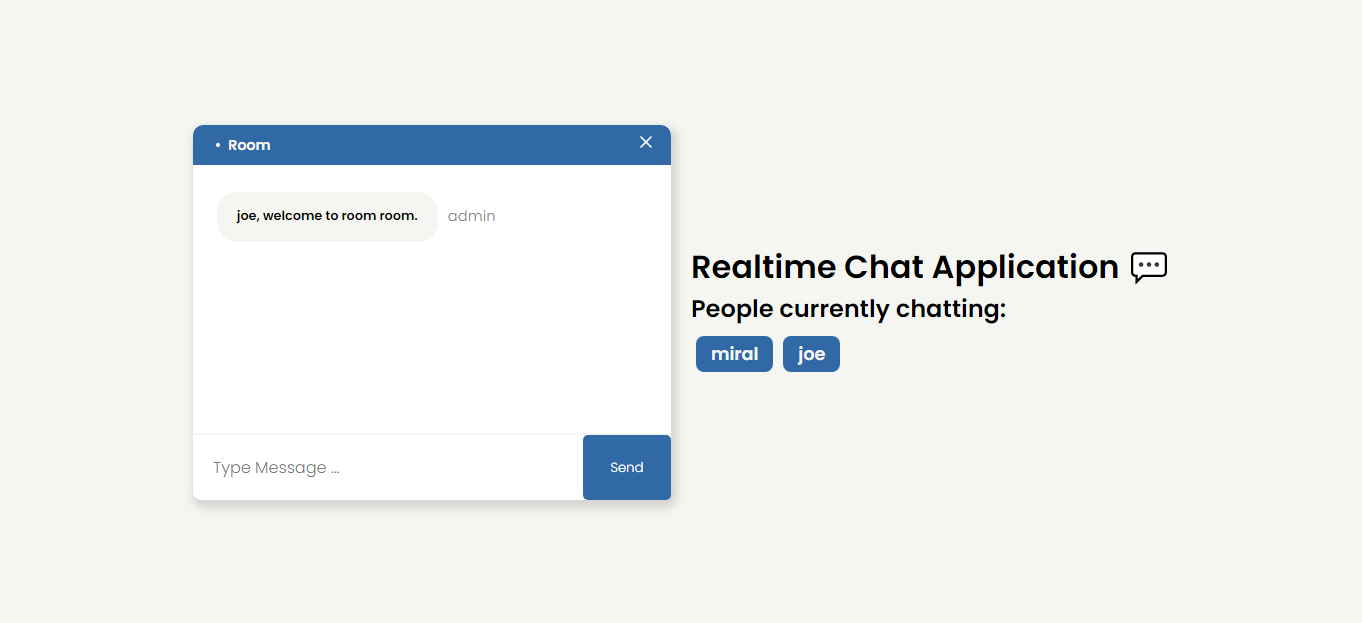 • Room
joe, welcome to room room. admin
Type Message ...
Send
Realtime Chat Application 💬
People currently chatting:
miral joe